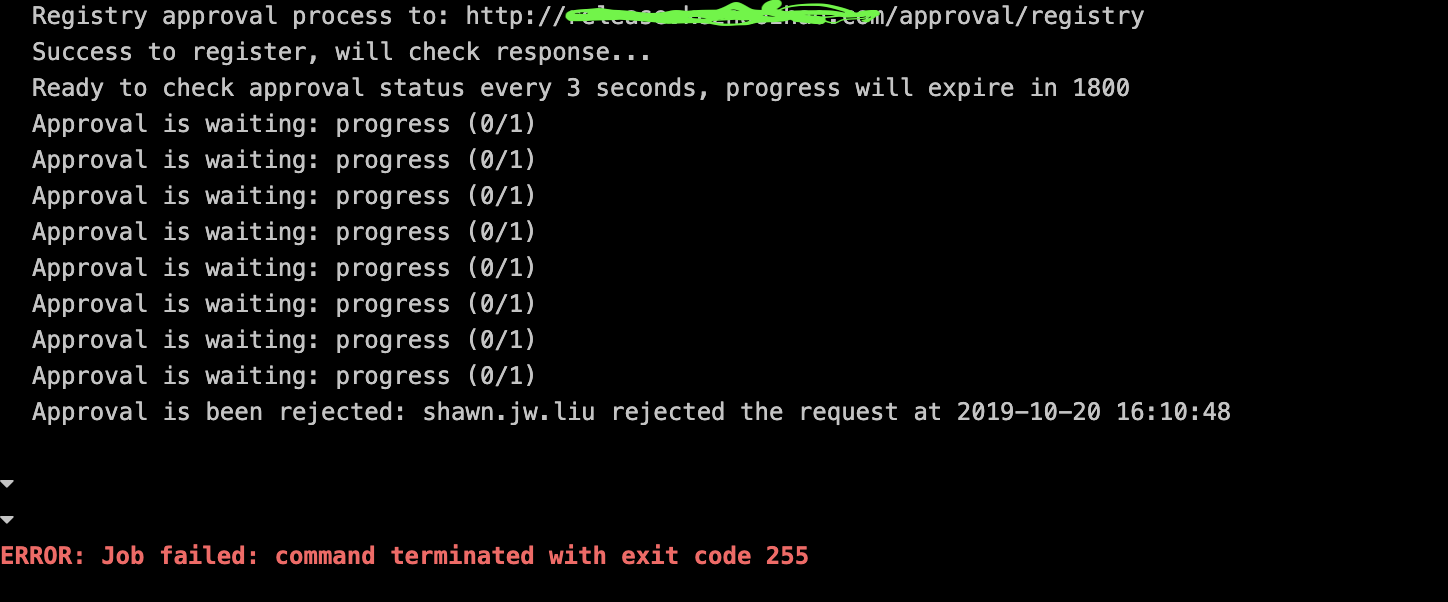 Registry approval process to: http:// /approval/registry
Success to register, will check response...
Ready to check approval status every 3 seconds, progress will expire in 1800
Approval is waiting: progress (0/1)
Approval is waiting: progress (0/1)
Approval is waiting: progress (0/1)
Approval is waiting: progress (0/1)
Approval is waiting: progress (0/1)
Approval is waiting: progress (0/1)
Approval is waiting: progress (0/1)
Approval is waiting: progress (0/1)
Approval is been rejected: shawn.jw.liu rejected the request at 2019-10-20 16:10:48
ERROR: Job failed: command terminated with exit code 255